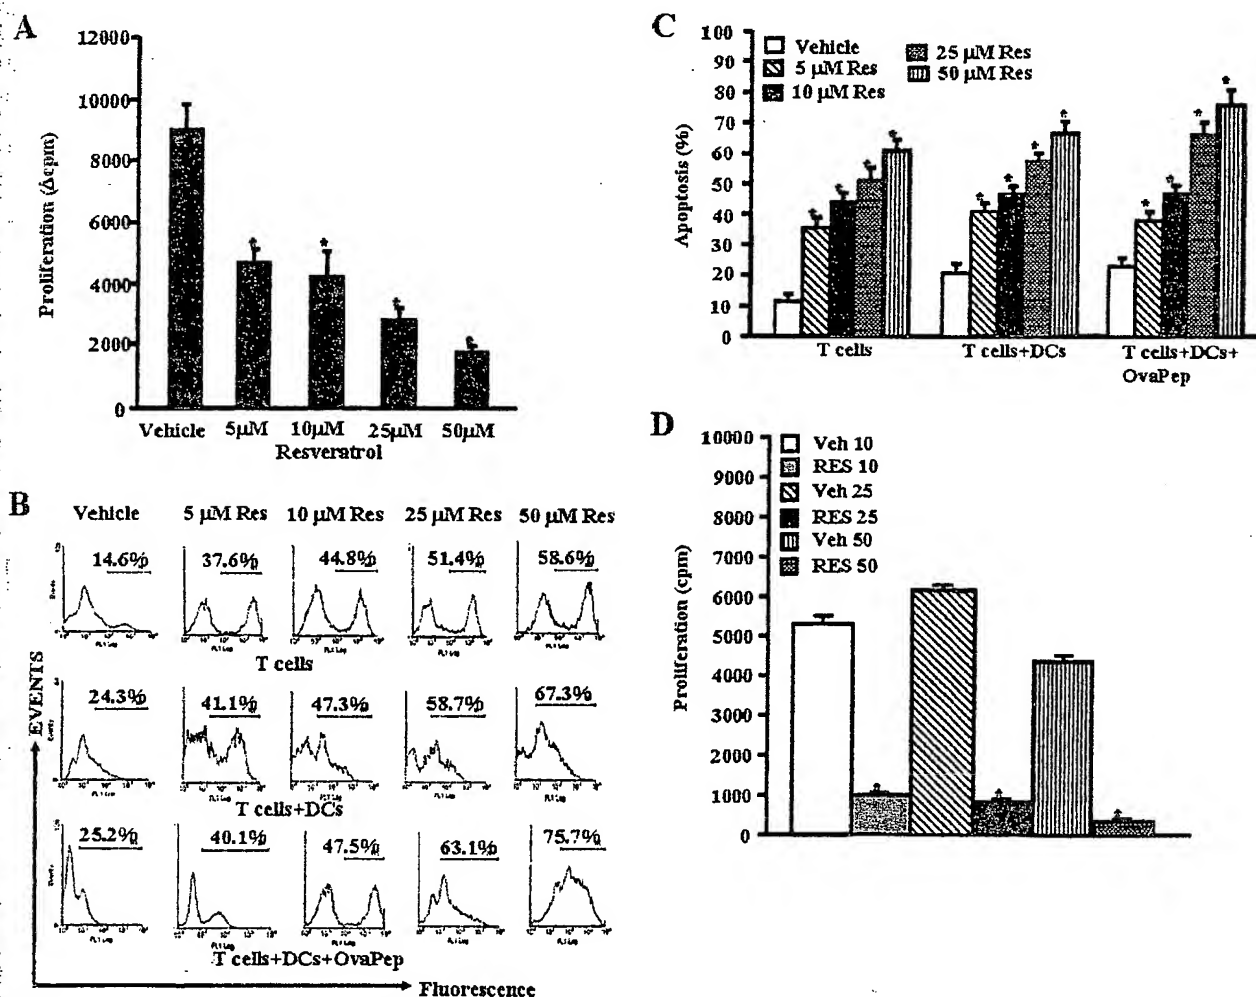 A
12000
10000
8000
6000
4000
2000
0
Proliferation (Δcpm)
* * * *
Vehicle 5μM 10μM 25μM 50μM
Resveratrol
B
Vehicle 5 μM Res 10 μM Res 25 μM Res 50 μM Res
14.6% 37.6% 44.8% 51.4% 58.6%
T cells
24.3% 41.1% 47.3% 58.7% 67.3%
T cells+DCs
25.2% 40.1% 47.5% 63.1% 75.7%
T cells+DCs+OvaPep
EVENTS
Fluorescence
C
100
90
80
70
60
50
40
30
20
10
0
Apoptosis (%)
Vehicle
5 μM Res
10 μM Res
25 μM Res
50 μM Res
* * * * * * * * * * * *
T cells T cells+DCs T cells+DCs+
OvaPep
D
10000
9000
8000
7000
6000
5000
4000
3000
2000
1000
0
Proliferation (cpm)
Veh 10
RES 10
Veh 25
RES 25
Veh 50
RES 50
* * *